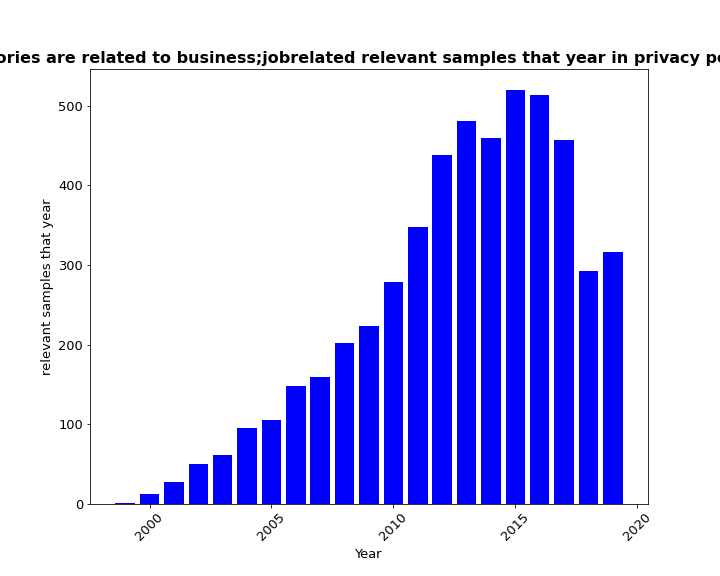 ories are related to business;jobrelated relevant samples that year in privacy po
500
400
300
200
100
0
relevant samples that year
2000 2005 2010 2015 2020
Year